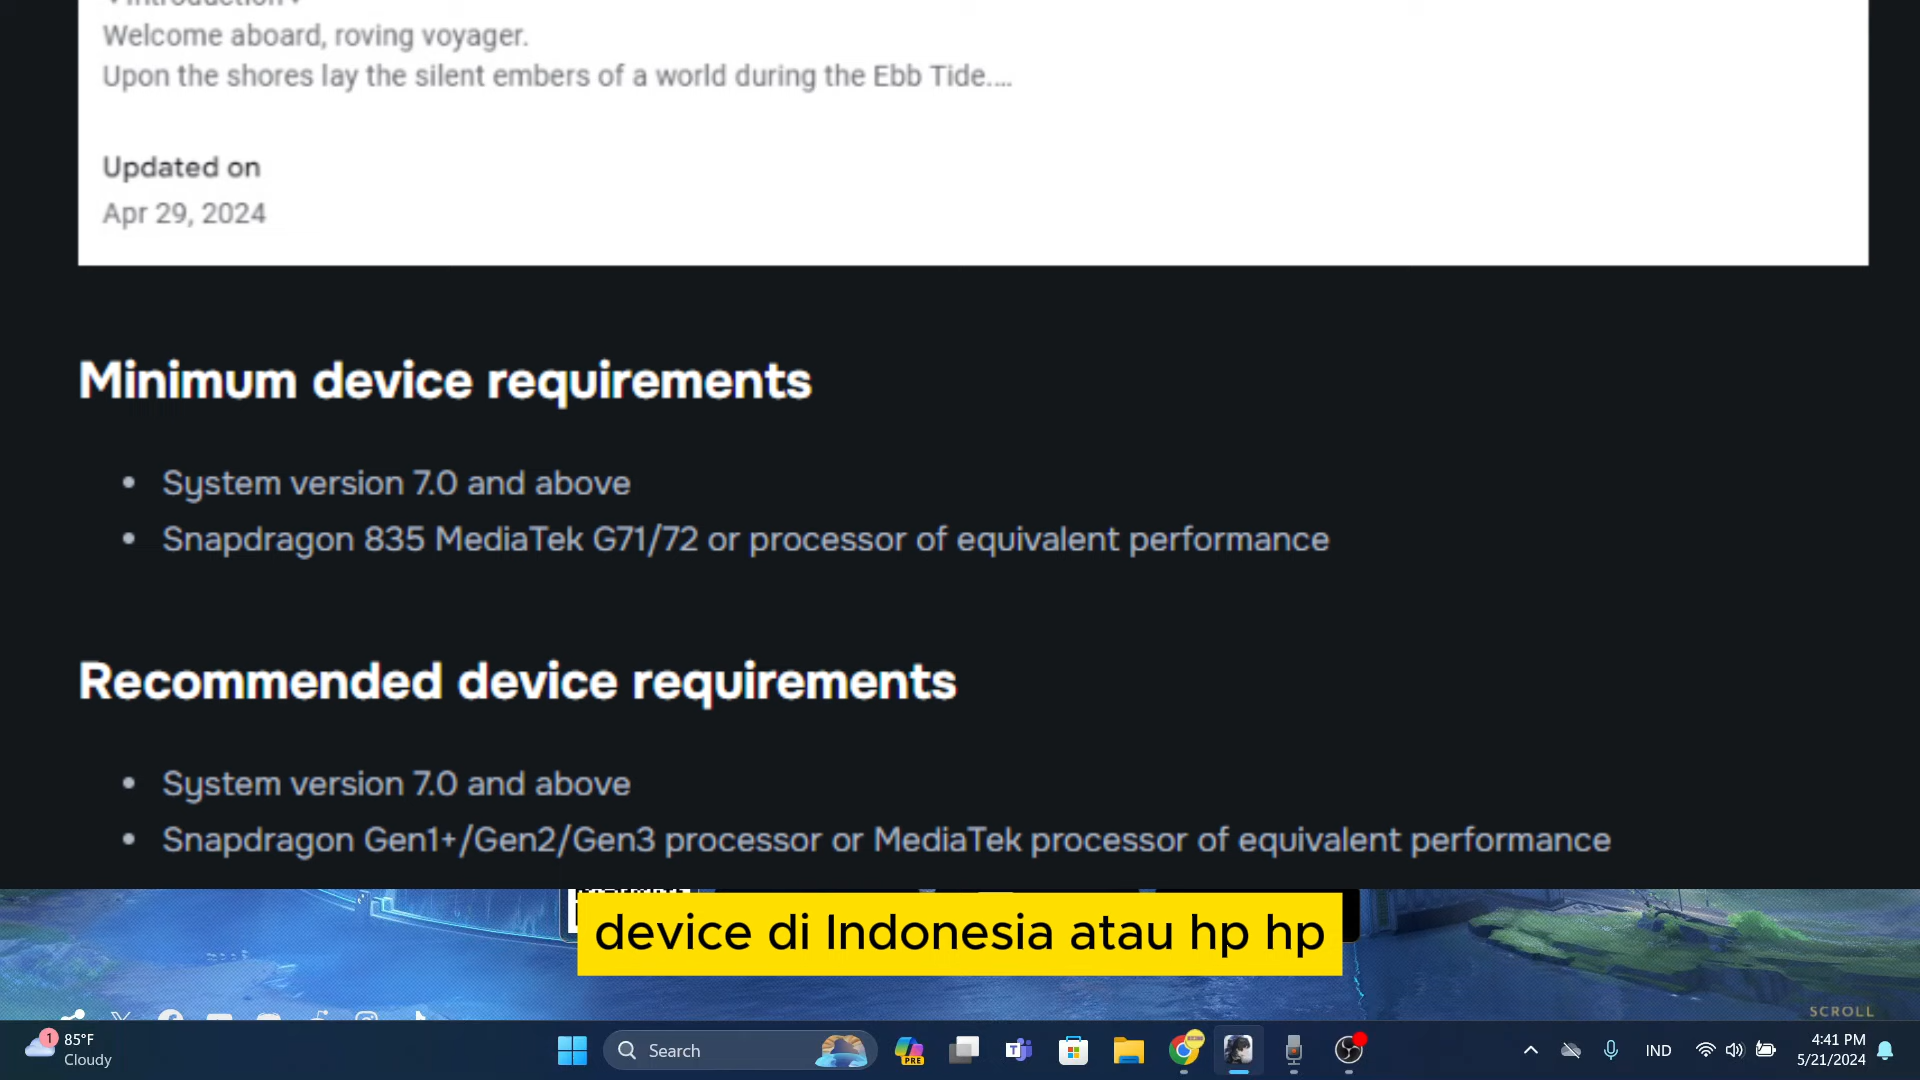 Introduction
Welcome aboard, roving voyager.
Upon the shores lay the silent embers of a world during the Ebb Tide....
Updated on
Apr 29, 2024
Minimum device requirements
• System version 7.0 and above
• Snapdragon 835 MediaTek G71/72 or processor of equivalent performance
Recommended device requirements
• System version 7.0 and above
• Snapdragon Gen1+/Gen2/Gen3 processor or MediaTek processor of equivalent performance
device di Indonesia atau hp hp
SCROLL
1
85°F
Cloudy
Search
PRE
IND
4:41 PM
5/21/2024